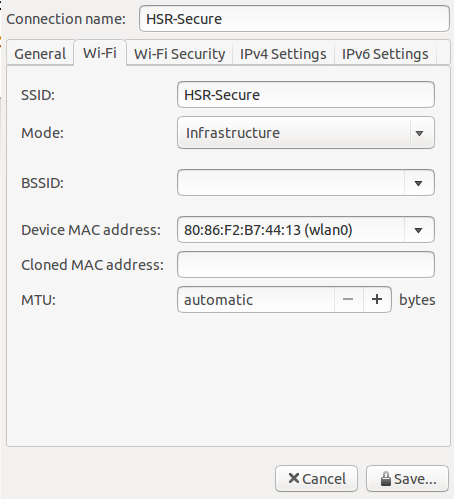 Connection name: HSR-Secure
General Wi-Fi Wi-Fi Security IPv4 Settings IPv6 Settings
SSID: HSR-Secure
Mode: Infrastructure
BSSID:
Device MAC address: 80:86:F2:B7:44:13 (wlan0)
Cloned MAC address:
MTU: automatic − + bytes
Cancel Save...